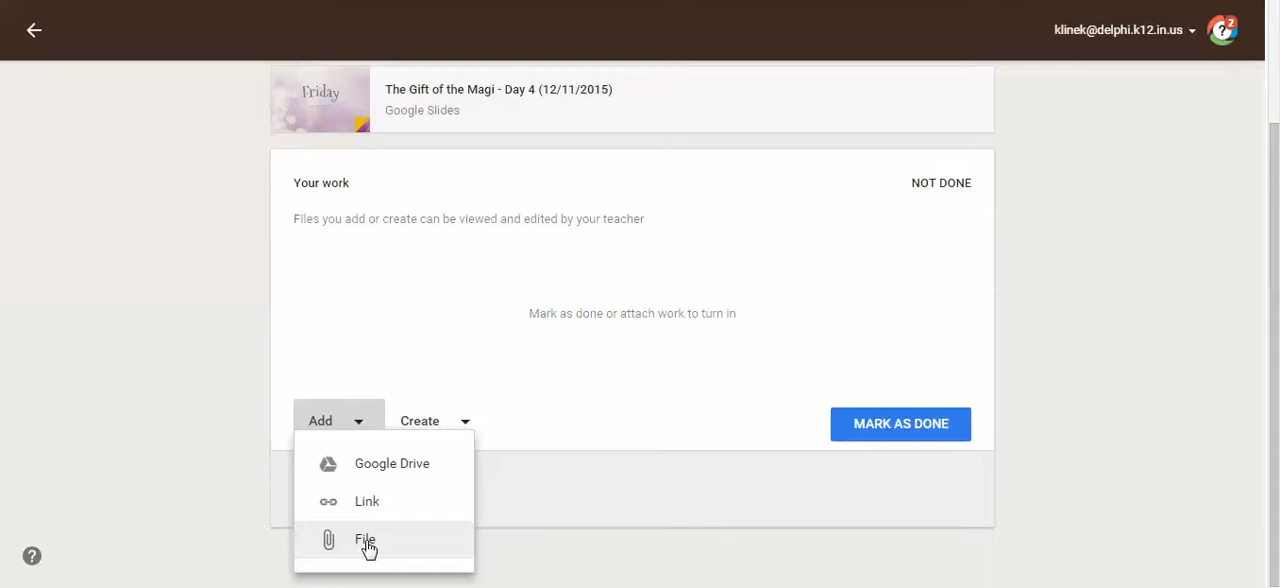 klinek@delphi.k12.in.us
? 2
Friday
The Gift of the Magi - Day 4 (12/11/2015)
Google Slides
Your work
NOT DONE
Files you add or create can be viewed and edited by your teacher
Mark as done or attach work to turn in
Add
Create
MARK AS DONE
Google Drive
Link
File
?